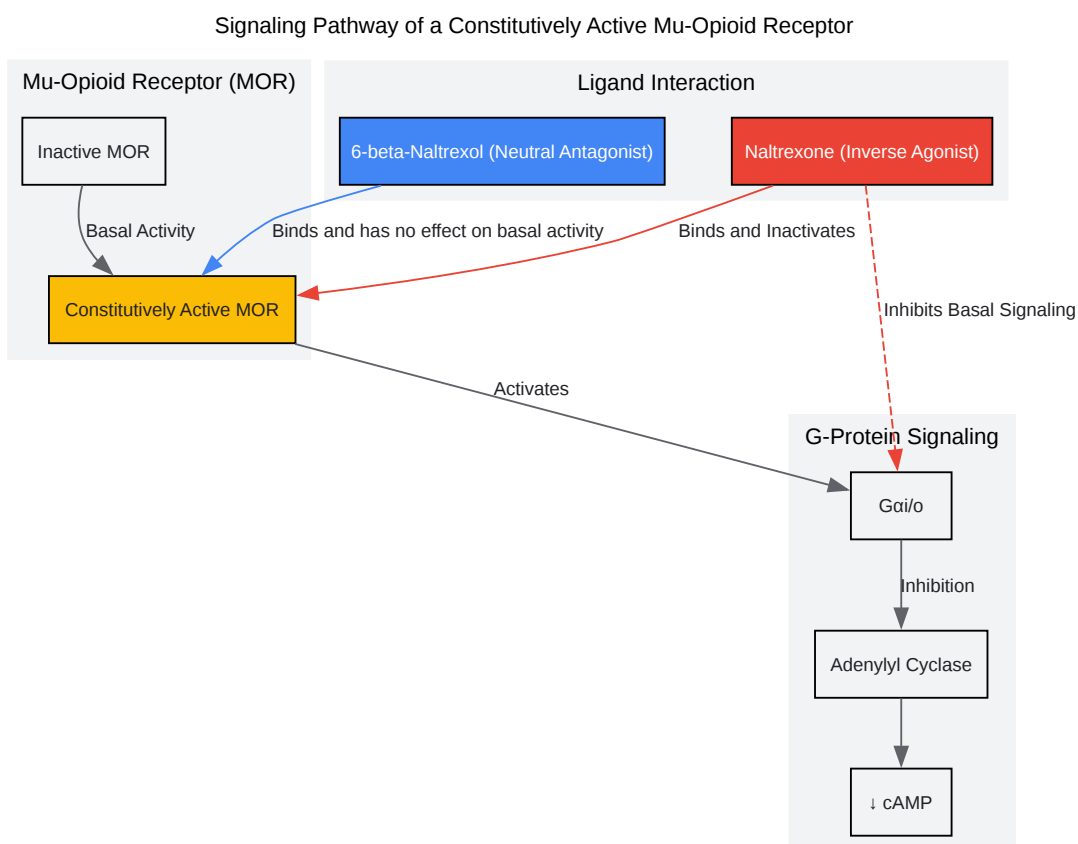 Signaling Pathway of a Constitutively Active Mu-Opioid Receptor
Mu-Opioid Receptor (MOR)
Ligand Interaction
Inactive MOR
6-beta-Naltrexol (Neutral Antagonist)
Naltrexone (Inverse Agonist)
Basal Activity
Binds and has no effect on basal activity
Binds and Inactivates
Constitutively Active MOR
Inhibits Basal Signaling
Activates
G-Protein Signaling
Gαi/o
Inhibition
Adenylyl Cyclase
↓ cAMP